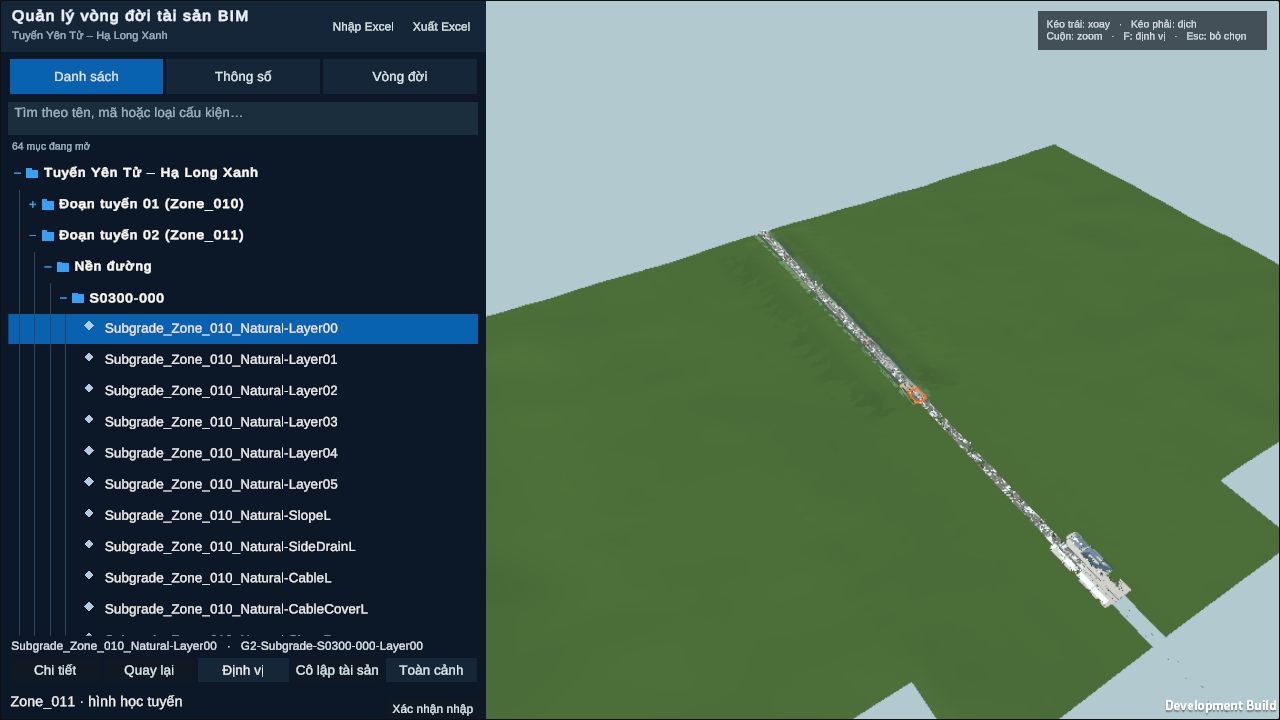 Quản lý vòng đời tài sản BIM
Tuyến Yên Tử – Hạ Long Xanh
Nhập Excel
Xuất Excel
Danh sách
Thông số
Vòng đời
Tìm theo tên, mã hoặc loại cấu kiện...
64 mục đang mở
Tuyến Yên Tử – Hạ Long Xanh
Đoạn tuyến 01 (Zone_010)
Đoạn tuyến 02 (Zone_011)
Nền đường
S0300-000
Subgrade_Zone_010_Natural-Layer00
Subgrade_Zone_010_Natural-Layer01
Subgrade_Zone_010_Natural-Layer02
Subgrade_Zone_010_Natural-Layer03
Subgrade_Zone_010_Natural-Layer04
Subgrade_Zone_010_Natural-Layer05
Subgrade_Zone_010_Natural-SlopeL
Subgrade_Zone_010_Natural-SideDrainL
Subgrade_Zone_010_Natural-CableL
Subgrade_Zone_010_Natural-CableCoverL
Subgrade_Zone_010_Natural-Layer00 · G2-Subgrade-S0300-000-Layer00
Chi tiết
Quay lại
Định vị
Cô lập tài sản
Toàn cảnh
Zone_011 · hình học tuyến
Xác nhận nhập
Kéo trái: xoay · Kéo phải: dịch
Cuộn: zoom · F: định vị · Esc: bỏ chọn
Development Build